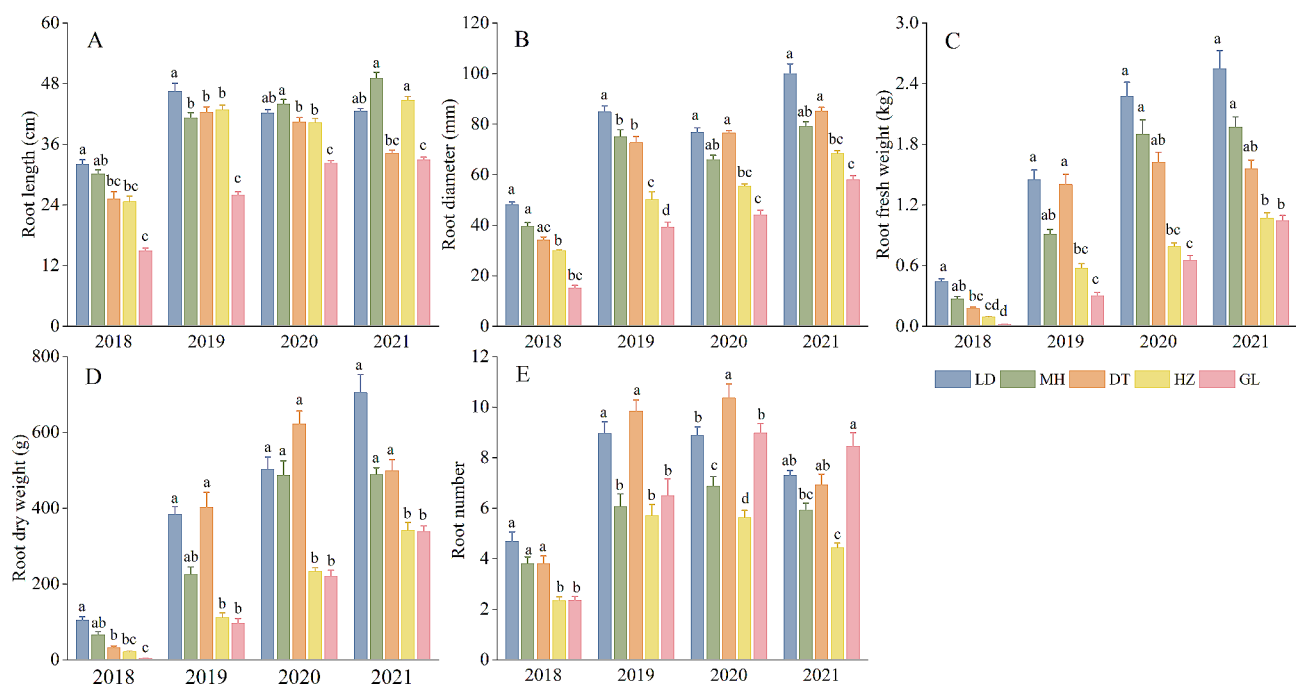 A
Root length (cm)
60
48
36
24
12
a ab bc bc c
a b b b c
ab a b b c
ab a bc a c
2018 2019 2020 2021
B
Root diameter (mm)
120
100
80
60
40
20
0
a a ac b bc
a b b c d
a b a bc c
a ab a bc c
2018 2019 2020 2021
C
Root fresh weight (kg)
3.0
2.4
1.8
1.2
0.6
0.0
a ab bc cd d
a ab a bc c
a a ab bc c
a a ab b b
2018 2019 2020 2021
LD MH DT HZ GL
D
Root dry weight (g)
800
600
400
200
0
a ab b bc c
a ab a b b
a a a b b
a a a b b
2018 2019 2020 2021
E
Root number
12
10
8
6
4
2
0
a a a b b
a b a b b
b c a d b
ab bc ab c a
2018 2019 2020 2021